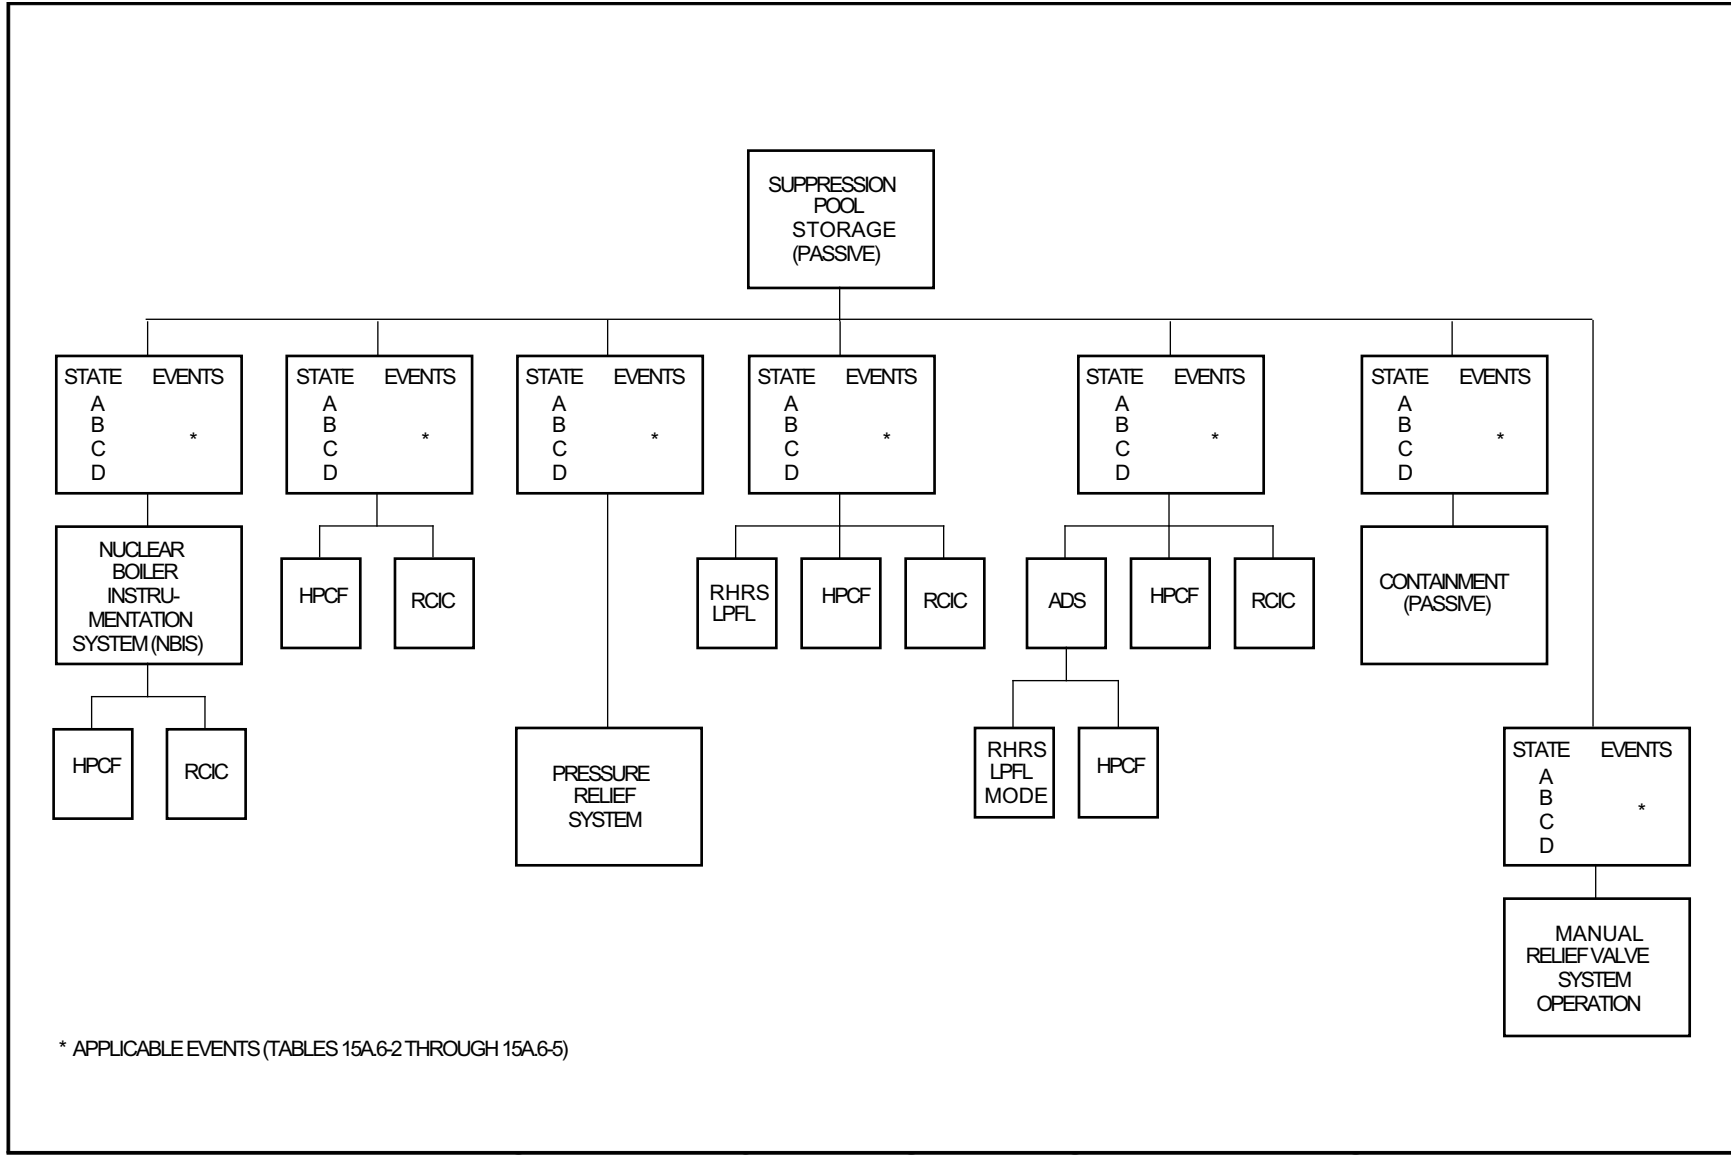 SUPPRESSION
POOL
STORAGE
(PASSIVE)
STATE EVENTS
A
B
C *
D
STATE EVENTS
A
B
C *
D
STATE EVENTS
A
B
C *
D
STATE EVENTS
A
B
C *
D
STATE EVENTS
A
B
C *
D
STATE EVENTS
A
B
C *
D
NUCLEAR
BOILER
INSTRU-
MENTATION
SYSTEM (NBIS)
HPCF
RCIC
RHRS
LPFL
HPCF
RCIC
ADS
HPCF
RCIC
CONTAINMENT
(PASSIVE)
HPCF
RCIC
PRESSURE
RELIEF
SYSTEM
RHRS
LPFL
MODE
HPCF
STATE EVENTS
A
B
C *
D
MANUAL
RELIEF VALVE
SYSTEM
OPERATION
* APPLICABLE EVENTS (TABLES 15A.6-2 THROUGH 15A.6-5)